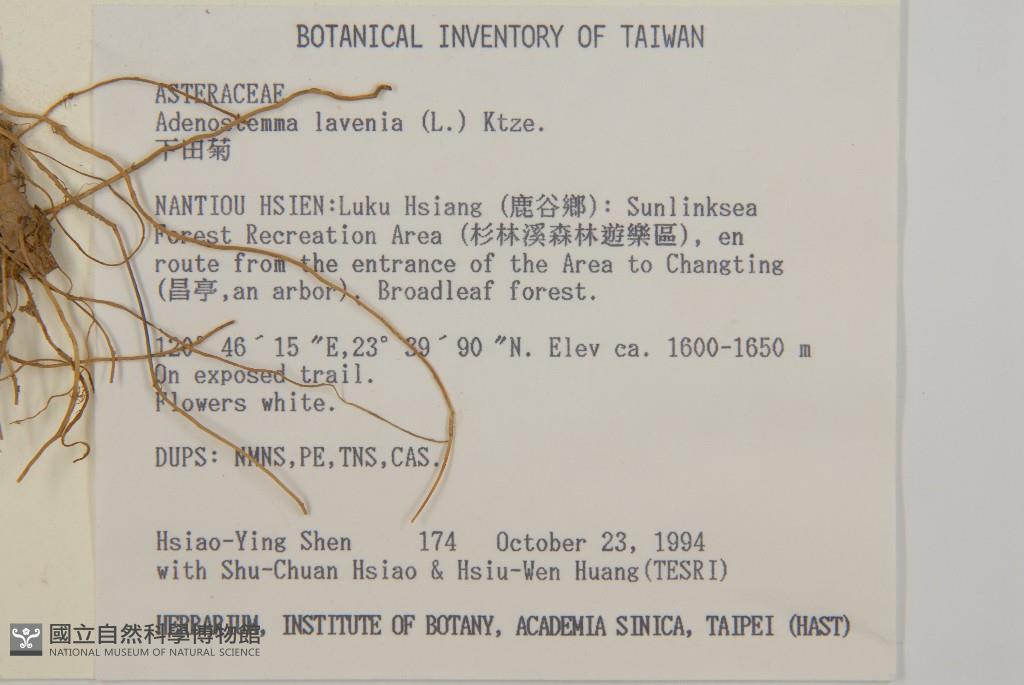 BOTANICAL INVENTORY OF TAIWAN
ASTERACEAE
Adenostemma lavenia (L.) Ktze.
下田菊
NANTIOU HSIEN:Luku Hsiang (鹿谷鄉): Sunlinksea
Forest Recreation Area (杉林溪森林遊樂區), en
route from the entrance of the Area to Changting
(昌亭,an arbor). Broadleaf forest.
120° 46´15 "E,23° 39´90 "N. Elev ca. 1600-1650 m
On exposed trail.
Flowers white.
DUPS: NMNS,PE,TNS,CAS.
Hsiao-Ying Shen 174 October 23, 1994
with Shu-Chuan Hsiao & Hsiu-Wen Huang(TESRI)
HERBARIUM, INSTITUTE OF BOTANY, ACADEMIA SINICA, TAIPEI (HAST)
國立自然科學博物館
NATIONAL MUSEUM OF NATURAL SCIENCE